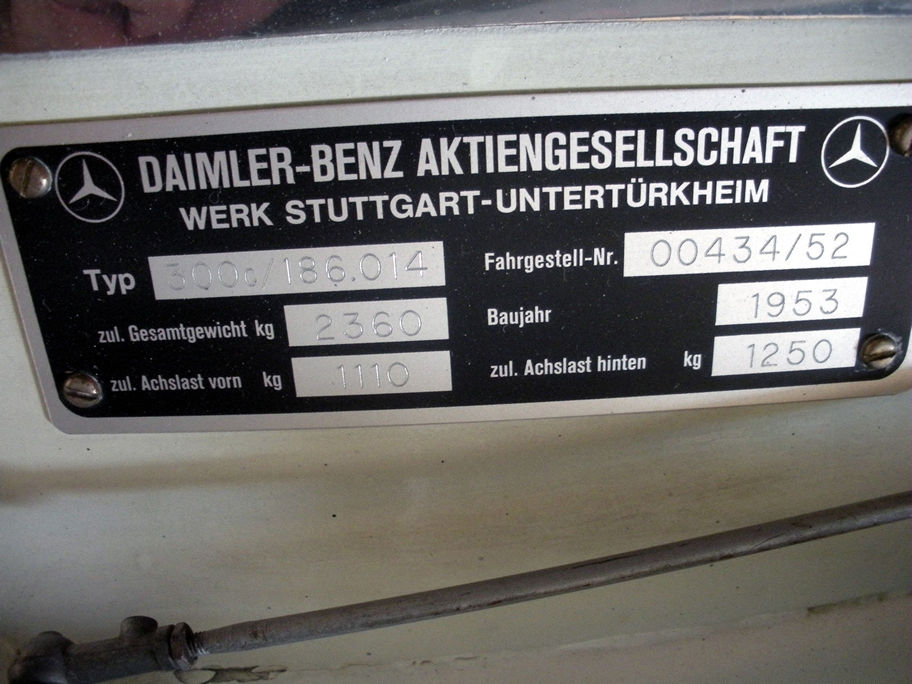 DAIMLER-BENZ AKTIENGESELLSCHAFT
WERK STUTTGART-UNTERTÜRKHEIM
Typ 300c/186.014 Fahrgestell-Nr. 00434/52
zul. Gesamtgewicht kg 2360 Baujahr 1953
zul. Achslast vorn kg 1110 zul. Achslast hinten kg 1250